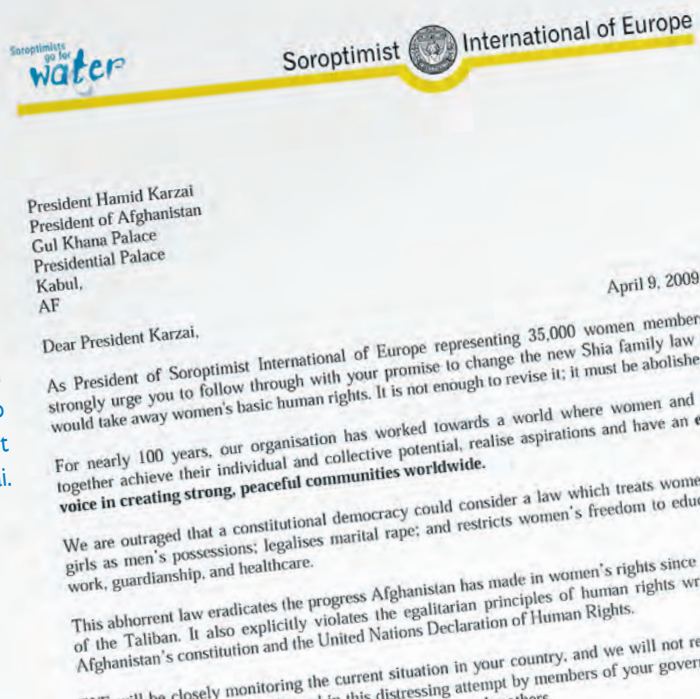 Soroptimists
go for
water
Soroptimist International of Europe
President Hamid Karzai
President of Afghanistan
Gul Khana Palace
Presidential Palace
Kabul,
AF
April 9, 2009
Dear President Karzai,
As President of Soroptimist International of Europe representing 35,000 women member
strongly urge you to follow through with your promise to change the new Shia family law
would take away women's basic human rights. It is not enough to revise it; it must be abolishe
For nearly 100 years, our organisation has worked towards a world where women and
together achieve their individual and collective potential, realise aspirations and have an e
voice in creating strong, peaceful communities worldwide.
We are outraged that a constitutional democracy could consider a law which treats wome
girls as men's possessions; legalises marital rape; and restricts women's freedom to edu
work, guardianship, and healthcare.
This abhorrent law eradicates the progress Afghanistan has made in women's rights since
of the Taliban. It also explicitly violates the egalitarian principles of human rights wr
Afghanistan's constitution and the United Nations Declaration of Human Rights.
will be closely monitoring the current situation in your country, and we will not re
in this distressing attempt by members of your gover
o
t
i.